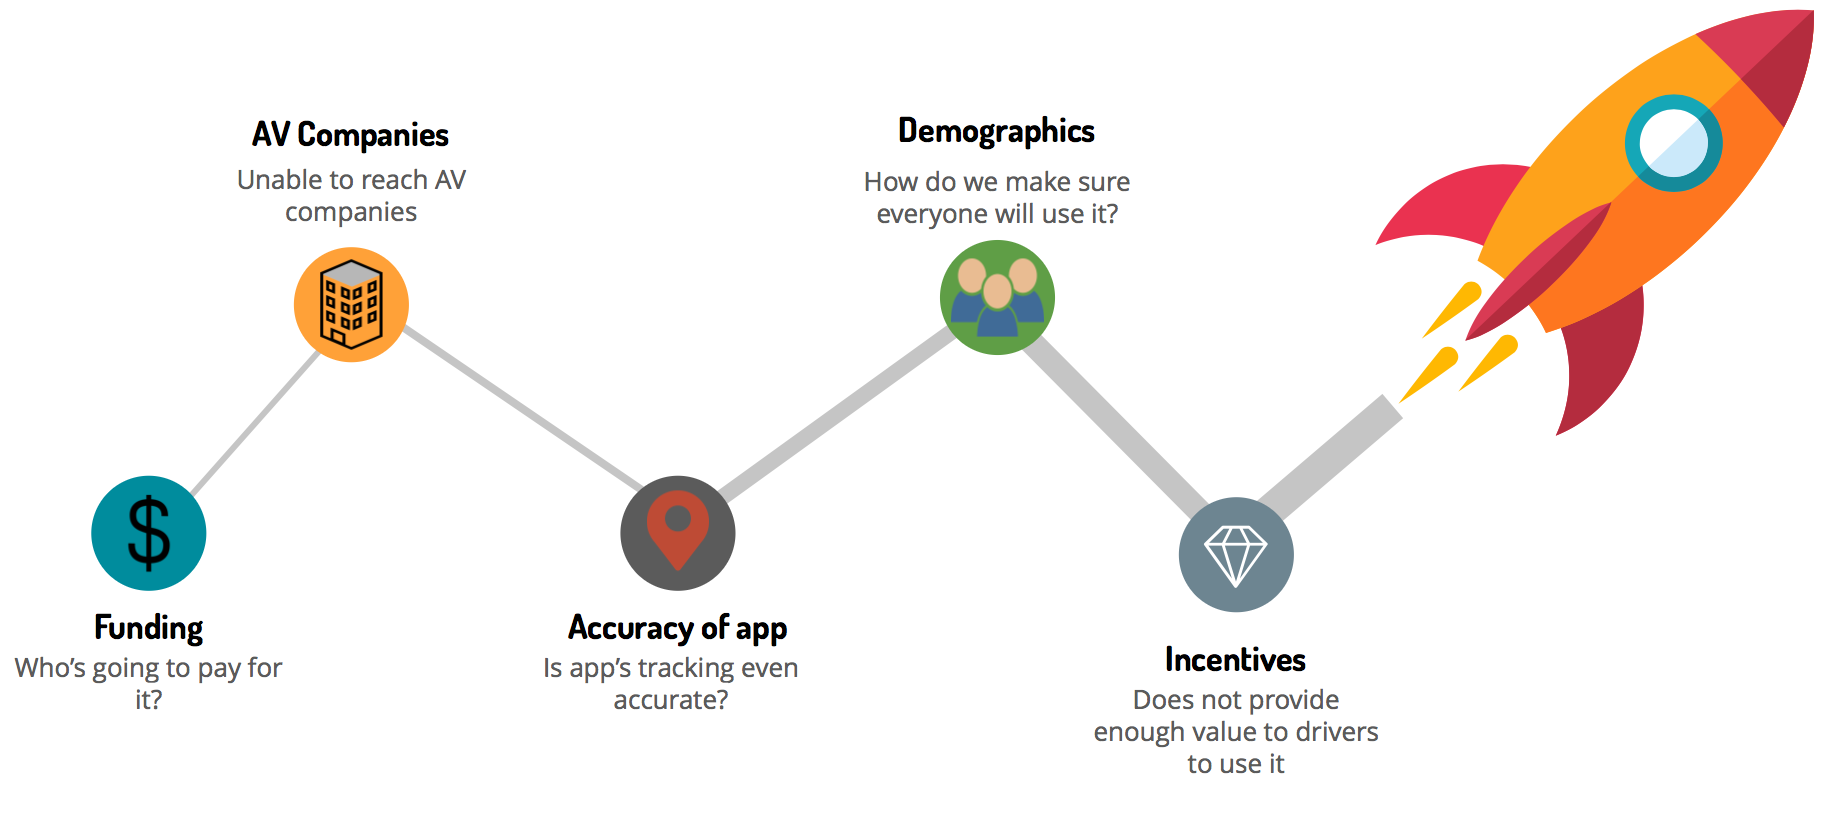 AV Companies
Unable to reach AV
companies
Demographics
How do we make sure
everyone will use it?
$
Funding
Who's going to pay for
it?
Accuracy of app
Is app's tracking even
accurate?
Incentives
Does not provide
enough value to drivers
to use it